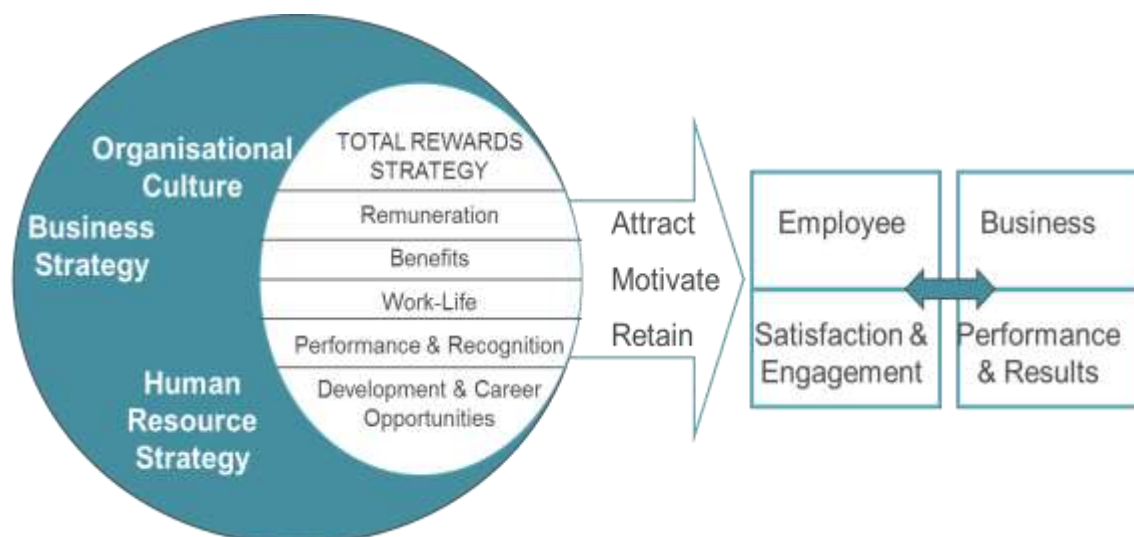 Organisational
Culture
Business
Strategy
Human
Resource
Strategy
TOTAL REWARDS
STRATEGY
Remuneration
Benefits
Work-Life
Performance & Recognition
Development & Career
Opportunities
Attract
Motivate
Retain
Employee
Business
Satisfaction &
Engagement
Performance
& Results